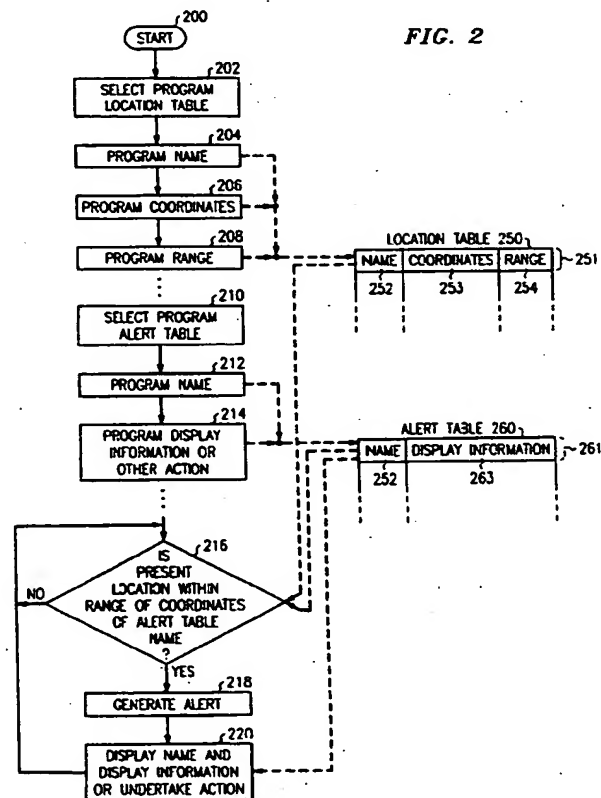 FIG. 2
200
START
202
SELECT PROGRAM
LOCATION TABLE
204
PROGRAM NAME
206
PROGRAM COORDINATES
208
PROGRAM RANGE
LOCATION TABLE 250
NAME COORDINATES RANGE 251
252 253 254
210
SELECT PROGRAM
ALERT TABLE
212
PROGRAM NAME
214
PROGRAM DISPLAY
INFORMATION OR
OTHER ACTION
ALERT TABLE 260
NAME DISPLAY INFORMATION 261
252 263
216
IS
PRESENT
LOCATION WITHIN
RANGE OF COORDINATES
OF ALERT TABLE
NAME
?
NO
YES
218
GENERATE ALERT
220
DISPLAY NAME AND
DISPLAY INFORMATION
OR UNDERTAKE ACTION